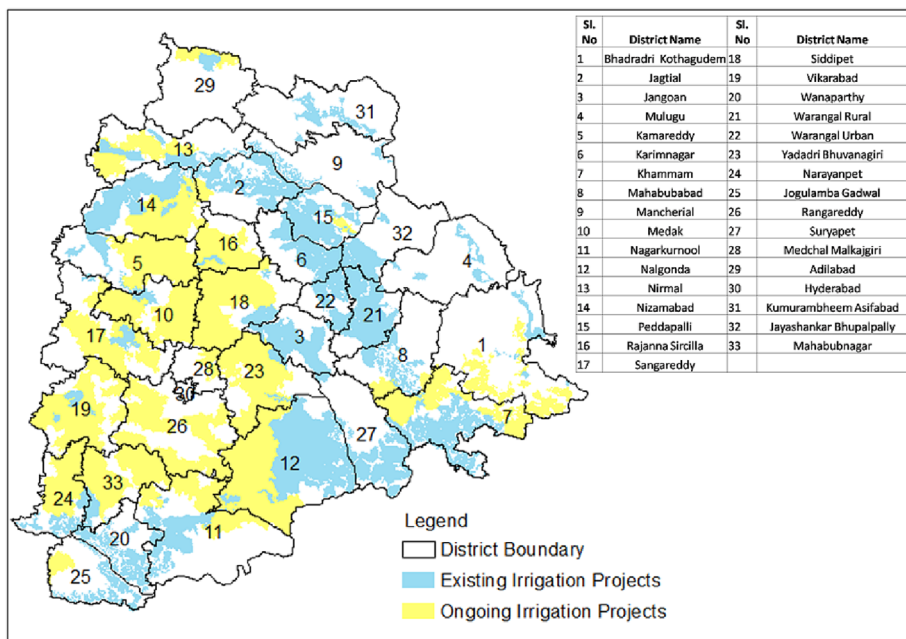 Sl. No District Name Sl. No District Name
1 Bhadradri Kothagudem 18 Siddipet
2 Jagtial 19 Vikarabad
3 Jangoan 20 Wanaparthy
4 Mulugu 21 Warangal Rural
5 Kamareddy 22 Warangal Urban
6 Karimnagar 23 Yadadri Bhuvanagiri
7 Khammam 24 Narayanpet
8 Mahabubabad 25 Jogulamba Gadwal
9 Mancherial 26 Rangareddy
10 Medak 27 Suryapet
11 Nagarkurnool 28 Medchal Malkajgiri
12 Nalgonda 29 Adilabad
13 Nirmal 30 Hyderabad
14 Nizamabad 31 Kumurambheem Asifabad
15 Peddapalli 32 Jayashankar Bhupalpally
16 Rajanna Sircilla 33 Mahabubnagar
17 Sangareddy
29
31
13
9
2
14
15
32
16
6
4
5
18
22
10
21
17
3
1
8
28
23
30
19
7
26
27
12
33
24
11
20
25
Legend
District Boundary
Existing Irrigation Projects
Ongoing Irrigation Projects